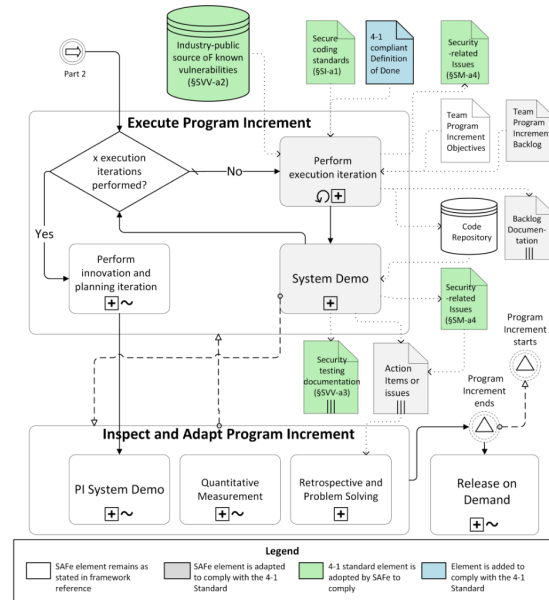 Industry-public
source oF known
vulnerabilities
(§SVV-a2)
Secure
coding
standards
(§SI-a1)
4-1
compliant
Definition
of Done
Security
-related
Issues
(§SM-a4)
Part 2
Execute Program Increment
Team
Program
Increment
Objectives
Team
Program
Increment
Backlog
x execution
iterations
performed?
No
Perform
execution iteration
Yes
Code
Repository
Backlog
Documen-
tation
Perform
innovation and
planning iteration
System Demo
Security
-related
Issues
(§SM-a4
Program
Increment
starts
Security
testing
documentation
(§SVV-a3)
Action
Items or
issues
Program
Increment
ends
Inspect and Adapt Program Increment
PI System Demo
Quantitative
Measurement
Retrospective and
Problem Solving
Release on
Demand
Legend
SAFe element remains as
stated in framework
reference
SAFe element is adapted
to comply with the 4-1
Standard
4-1 standard element is
adopted by SAFe to
comply
Element is added to
comply with the 4-1
Standard